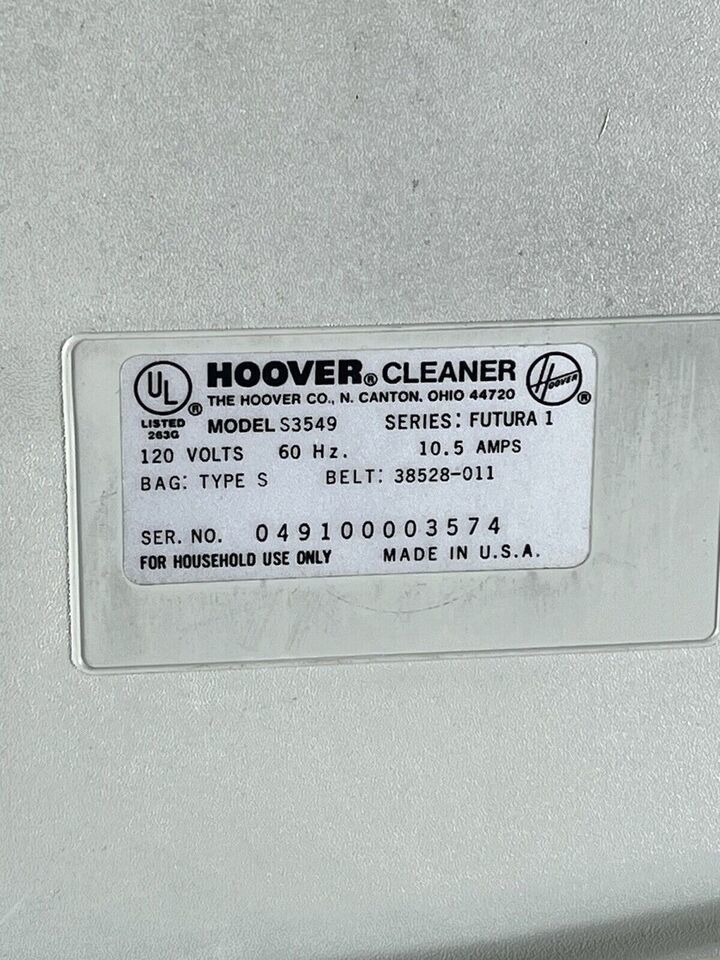 UL® HOOVER® CLEANER HOOVER®
THE HOOVER CO., N. CANTON, OHIO 44720
LISTED
263G
MODEL S3549 SERIES: FUTURA 1
120 VOLTS 60 Hz. 10.5 AMPS
BAG: TYPE S BELT: 38528-011
SER. NO. 049100003574
FOR HOUSEHOLD USE ONLY MADE IN U.S.A.